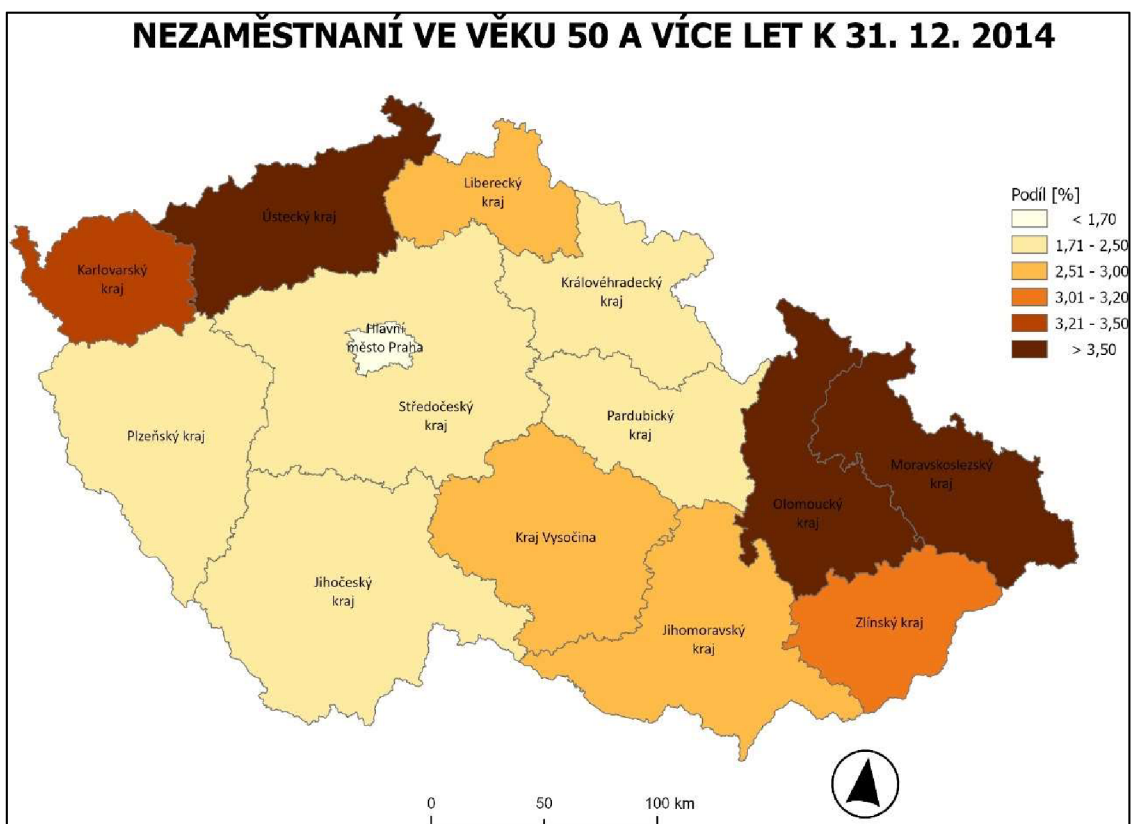 NEZAMĚSTNANÍ VE VĚKU 50 A VÍCE LET K 31. 12. 2014
Liberecký
kraj
Podíl [%]
< 1,70
1,71 - 2,50
2,51 - 3,00
3,01 - 3,20
3,21 - 3,50
> 3,50
Ústecký kraj
Karlovarský
kraj
Královéhradecký
kraj
Hlavní
město Praha
Středočeský
kraj
Pardubický
kraj
Plzeňský kraj
Moravskoslezský
kraj
Olomoucký
kraj
Kraj Vysočina
Jihočeský
kraj
Jihomoravský
kraj
Zlínský kraj
0 50 100 km